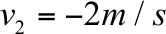 v₂ = −2m / s